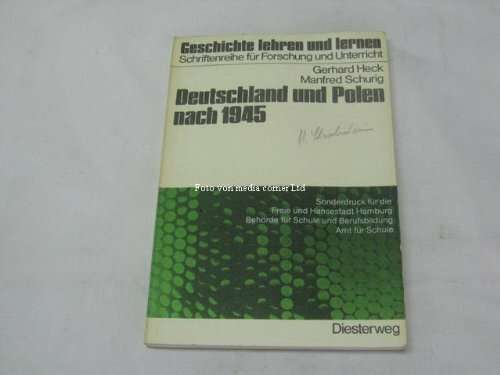 Geschichte lehren und lernen
Schriftenreihe für Forschung und Unterricht
Gerhard Heck
Manfred Schurig
Deutschland und Polen
nach 1945
Foto von media corner Ltd
Sonderdruck für die
Freie und Hansestadt Hamburg
Behörde für Schule und Berufsbildung
Amt für Schule
Diesterweg